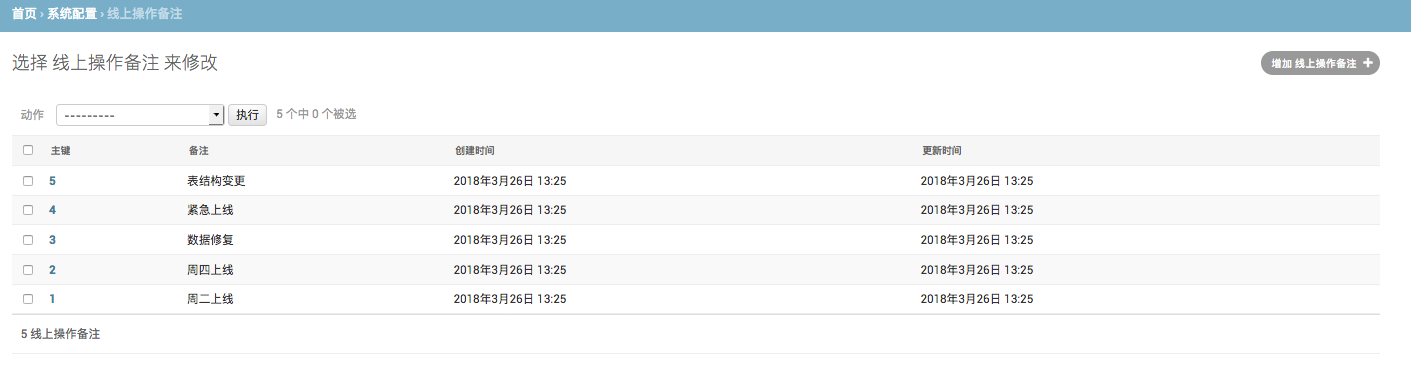 首页 › 系统配置 › 线上操作备注
选择 线上操作备注 来修改
增加 线上操作备注 +
动作 --------- 执行 5 个中 0 个被选
主键 备注 创建时间 更新时间
5 表结构变更 2018年3月26日 13:25 2018年3月26日 13:25
4 紧急上线 2018年3月26日 13:25 2018年3月26日 13:25
3 数据修复 2018年3月26日 13:25 2018年3月26日 13:25
2 周四上线 2018年3月26日 13:25 2018年3月26日 13:25
1 周二上线 2018年3月26日 13:25 2018年3月26日 13:25
5 线上操作备注